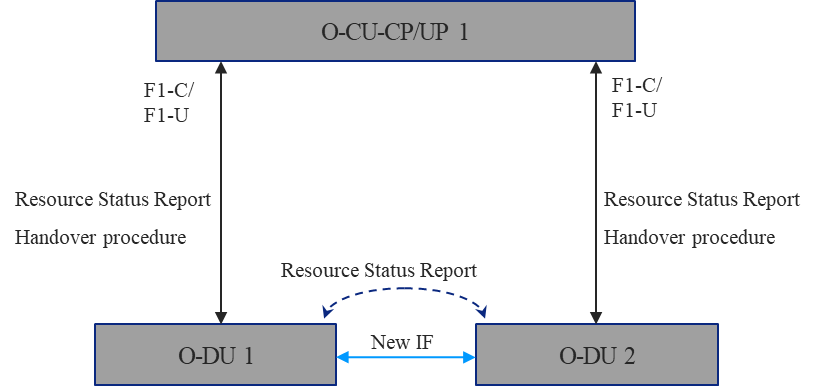 O-CU-CP/UP 1
F1-C/
F1-U
F1-C/
F1-U
Resource Status Report
Handover procedure
Resource Status Report
Handover procedure
Resource Status Report
New IF
O-DU 1
O-DU 2